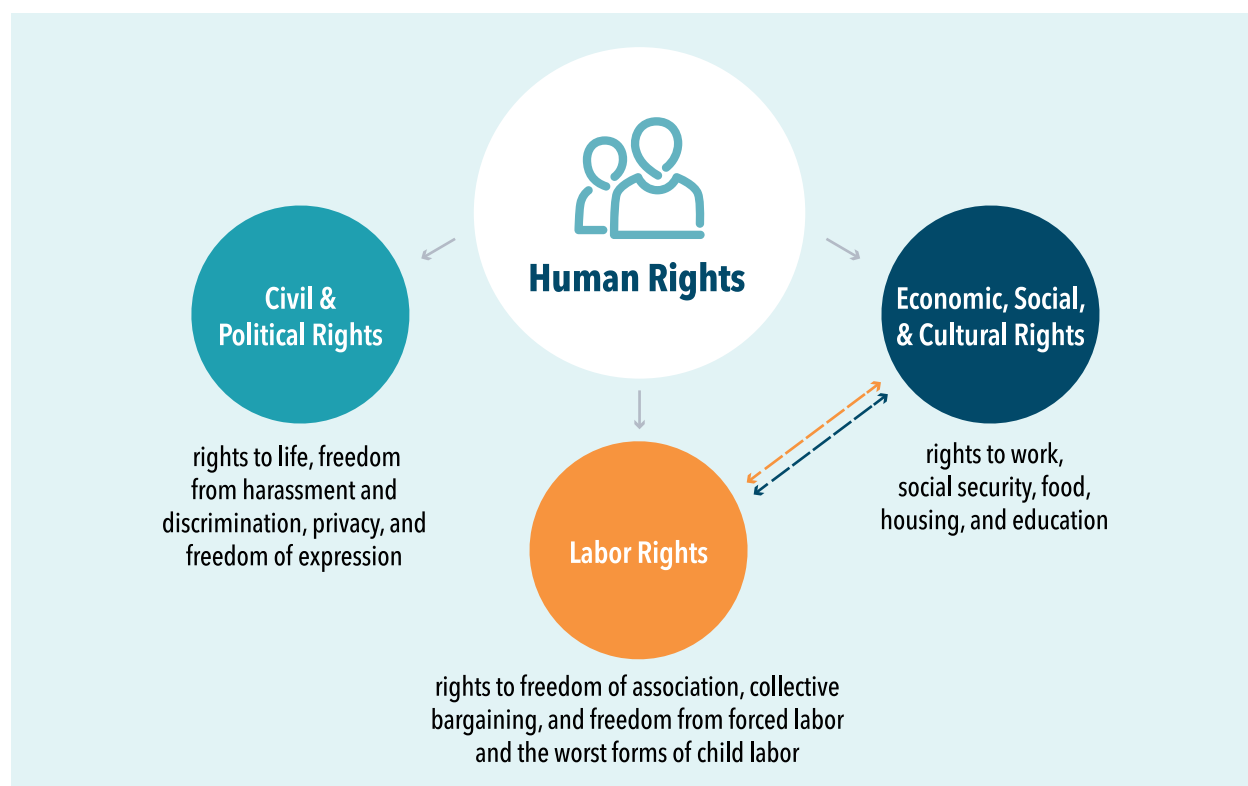 Human Rights
Civil &
Political Rights
rights to life, freedom
from harassment and
discrimination, privacy, and
freedom of expression
Economic, Social,
& Cultural Rights
rights to work,
social security, food,
housing, and education
Labor Rights
rights to freedom of association, collective
bargaining, and freedom from forced labor
and the worst forms of child labor